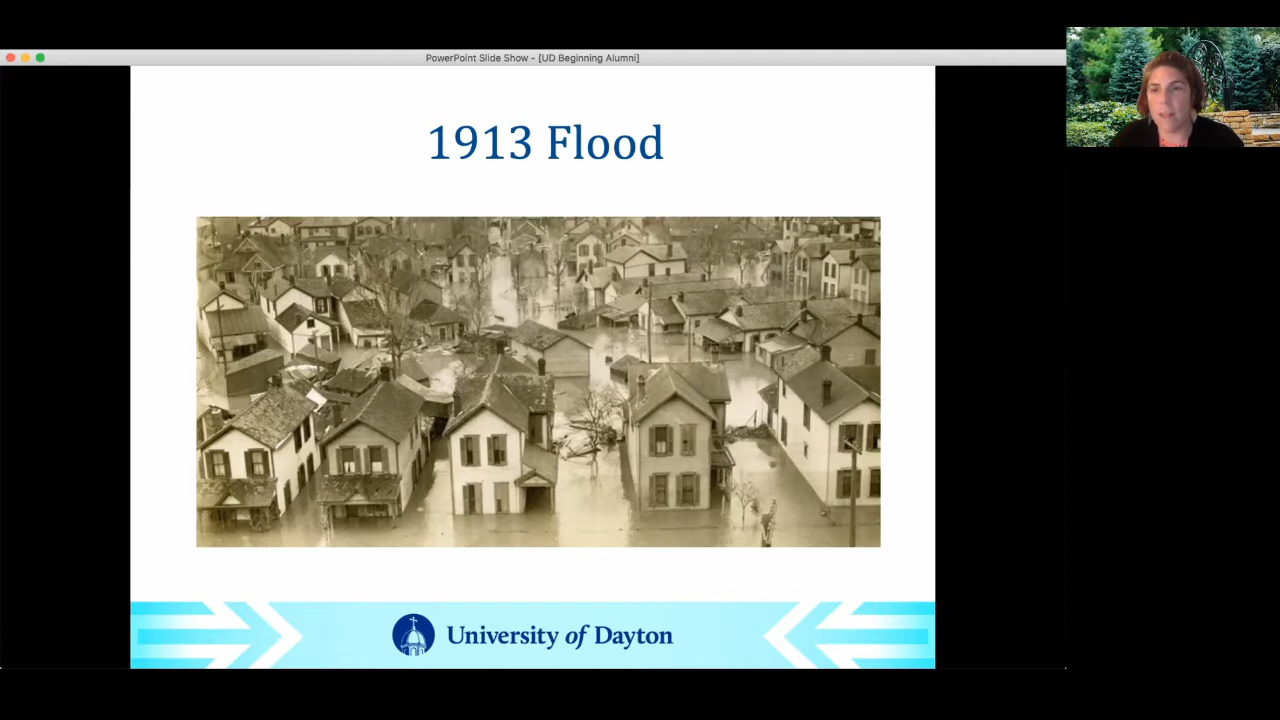 PowerPoint Slide Show - [UD Beginning Alumni]
1913 Flood
University of Dayton